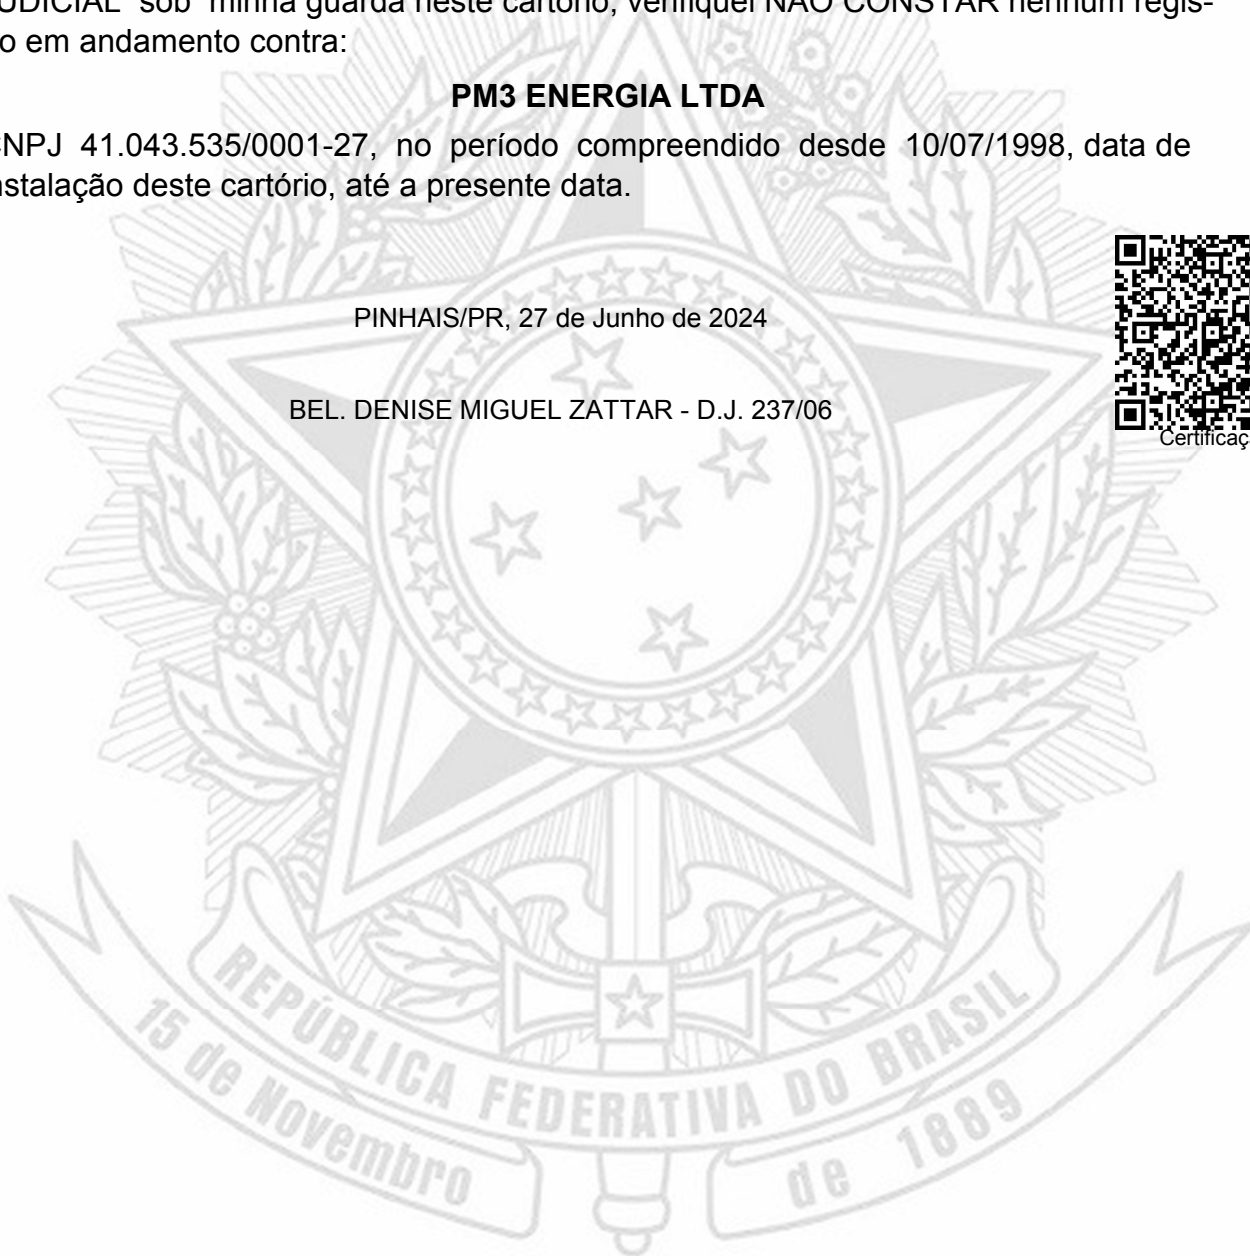 UDICIAL sob minha guarda neste cartório, verifiquei NÃO CONSTAR nenhum regis-
o em andamento contra:
PM3 ENERGIA LTDA
NPJ 41.043.535/0001-27, no período compreendido desde 10/07/1998, data de
nstalação deste cartório, até a presente data.
PINHAIS/PR, 27 de Junho de 2024
BEL. DENISE MIGUEL ZATTAR - D.J. 237/06
Certificaç
REPÚBLICA FEDERATIVA DO BRASIL
15 de Novembro de 1889